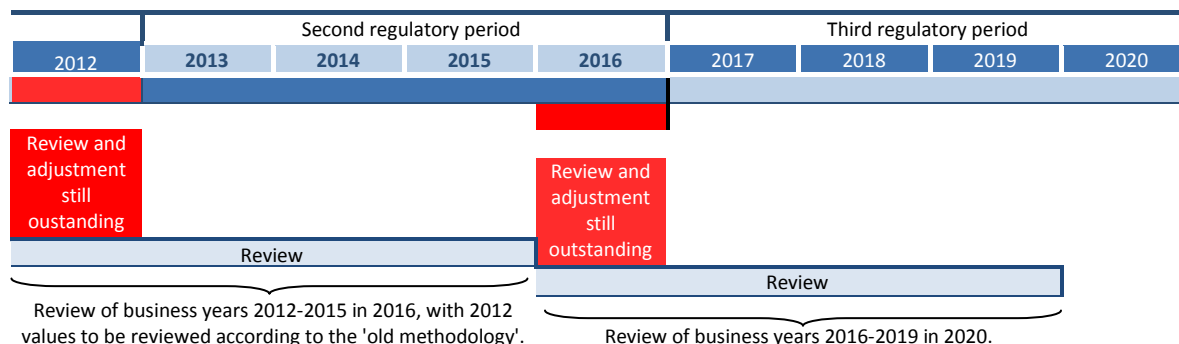 Second regulatory period
Third regulatory period
2012
2013
2014
2015
2016
2017
2018
2019
2020
Review and
adjustment
still
oustanding
Review and
adjustment
still
outstanding
Review
Review
Review of business years 2012-2015 in 2016, with 2012
values to be reviewed according to the 'old methodology'.
Review of business years 2016-2019 in 2020.